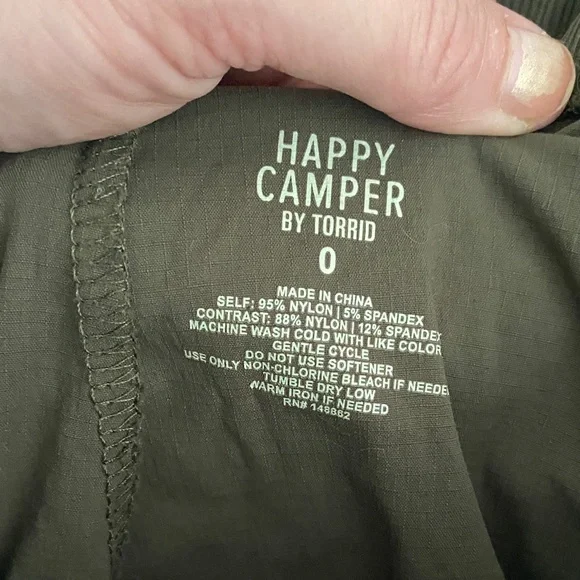 HAPPY
CAMPER
BY TORRID
0
MADE IN CHINA
SELF: 95% NYLON | 5% SPANDEX
CONTRAST: 88% NYLON | 12% SPANDEX
MACHINE WASH COLD WITH LIKE COLOR
GENTLE CYCLE
DO NOT USE SOFTENER
USE ONLY NON-CHLORINE BLEACH IF NEEDE
TUMBLE DRY LOW
WARM IRON IF NEEDED
RN# 148882